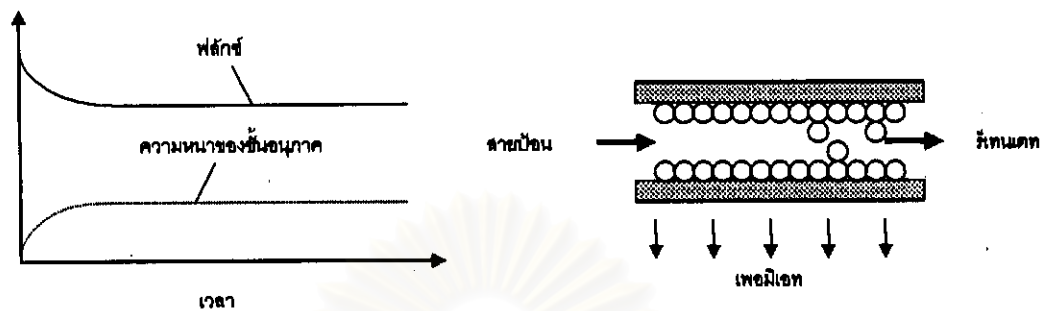 ฟลักซ์
ความหนาของชั้นอนุภาค
เวลา
สายป้อน
รีเทนเตท
เพอมิเอท